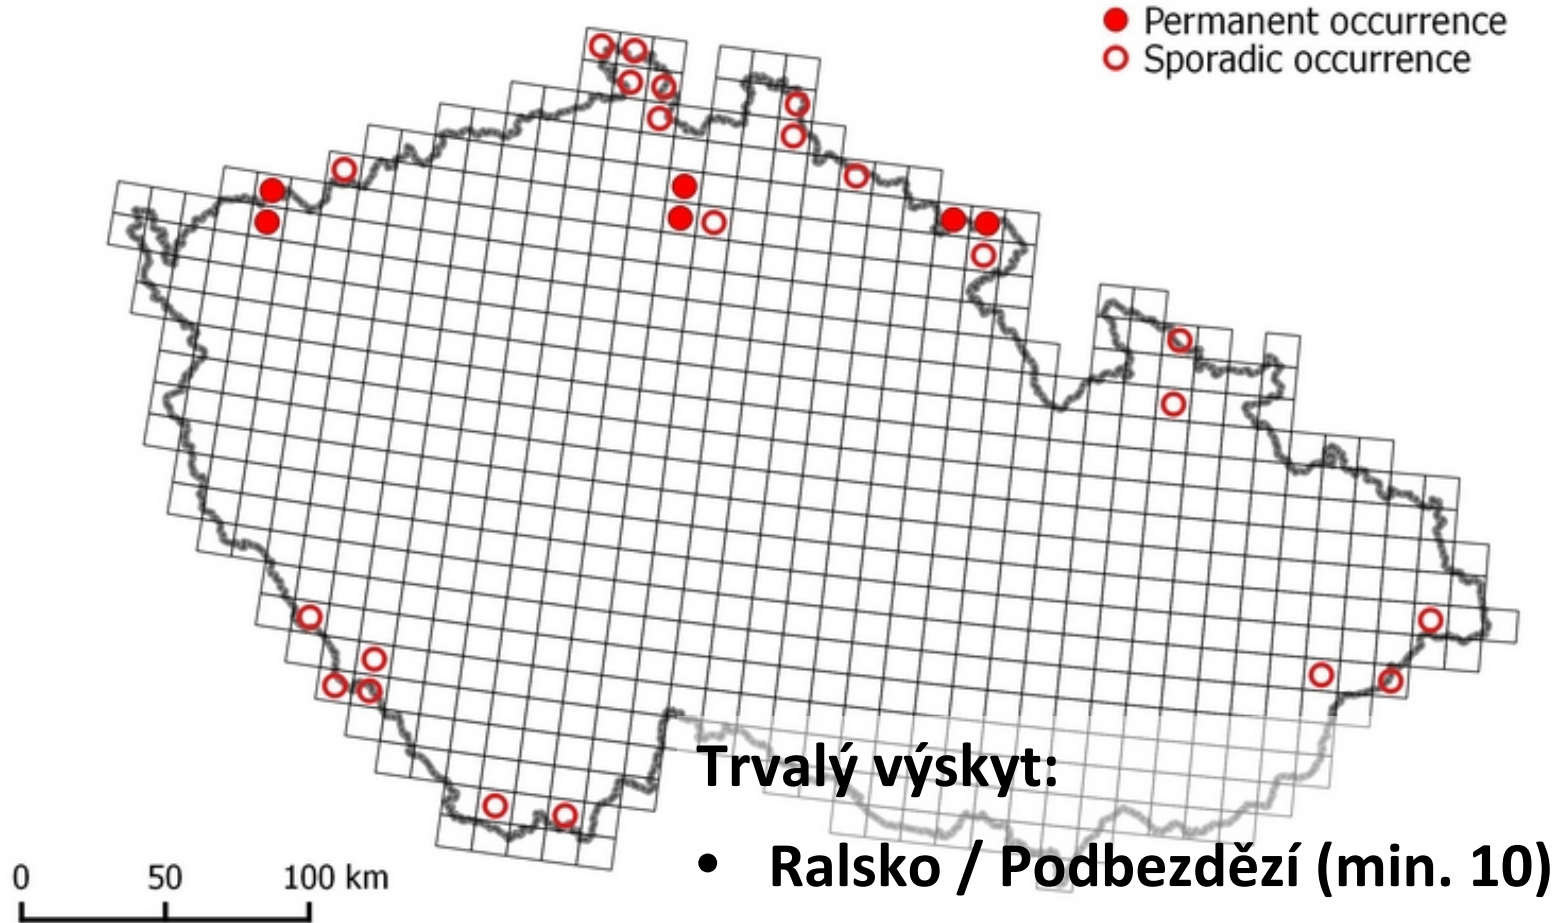 Permanent occurrence
Sporadic occurrence
Trvalý výskyt:
• Ralsko / Podbezdězí (min. 10)
0 50 100 km